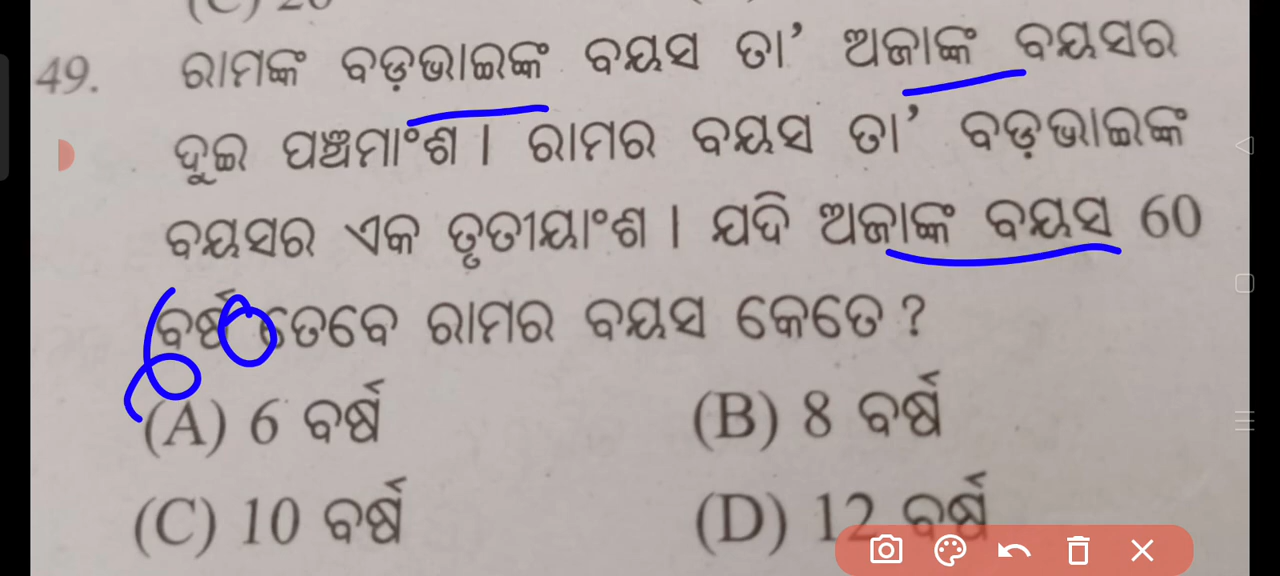 49. ରାମଙ୍କ ବଡ଼ଭାଇଙ୍କ ବୟସ ତା’ ଅଜାଙ୍କ ବୟସର
ଦୁଇ ପଞ୍ଚମାଂଶ । ରାମର ବୟସ ତା’ ବଡ଼ଭାଇଙ୍କ
ବୟସର ଏକ ତୃତୀୟାଂଶ । ଯଦି ଅଜାଙ୍କ ବୟସ 60
ବର୍ଷ ତେବେ ରାମର ବୟସ କେତେ ?
(A) 6 ବର୍ଷ (B) 8 ବର୍ଷ
(C) 10 ବର୍ଷ (D) 12 ବର୍ଷ